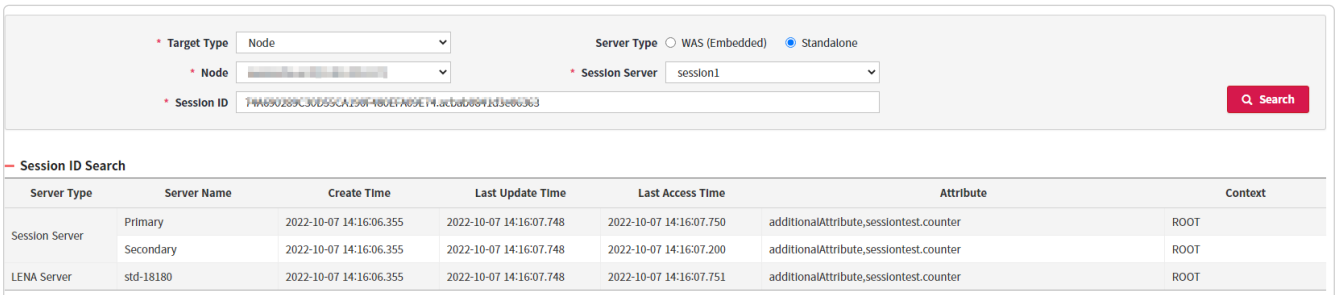 * Target Type Node Server Type WAS (Embedded) Standalone
* Node * Session Server session1
* Session ID
Search
Session ID Search
Server Type Server Name Create Time Last Update Time Last Access Time Attribute Context
Session Server Primary 2022-10-07 14:16:06.355 2022-10-07 14:16:07.748 2022-10-07 14:16:07.750 additionalAttribute,sessiontest.counter ROOT
Secondary 2022-10-07 14:16:06.355 2022-10-07 14:16:07.748 2022-10-07 14:16:07.200 additionalAttribute,sessiontest.counter ROOT
LENA Server std-18180 2022-10-07 14:16:06.355 2022-10-07 14:16:07.748 2022-10-07 14:16:07.751 additionalAttribute,sessiontest.counter ROOT